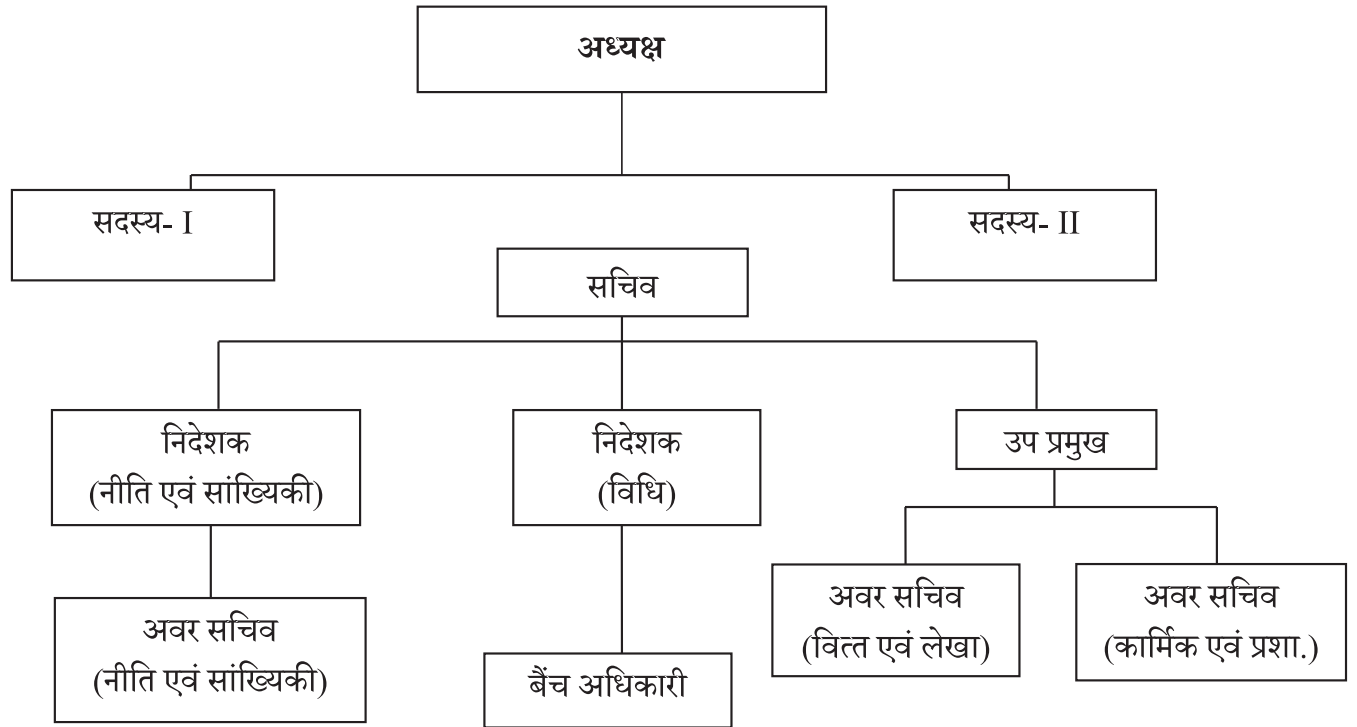 अध्यक्ष
सदस्य- I
सदस्य- II
सचिव
निदेशक
(नीति एवं सांख्यिकी)
निदेशक
(विधि)
उप प्रमुख
अवर सचिव
(नीति एवं सांख्यिकी)
बैंच अधिकारी
अवर सचिव
(वित्त एवं लेखा)
अवर सचिव
(कार्मिक एवं प्रशा.)